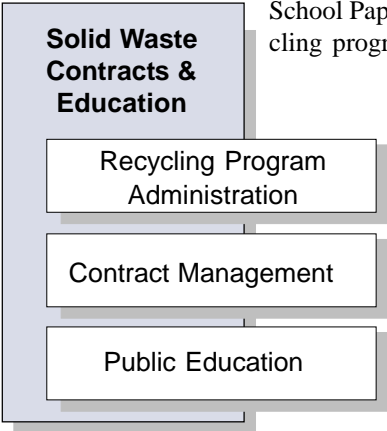 Solid Waste
Contracts &
Education
School Pap
cling progr
Recycling Program
Administration
Contract Management
Public Education